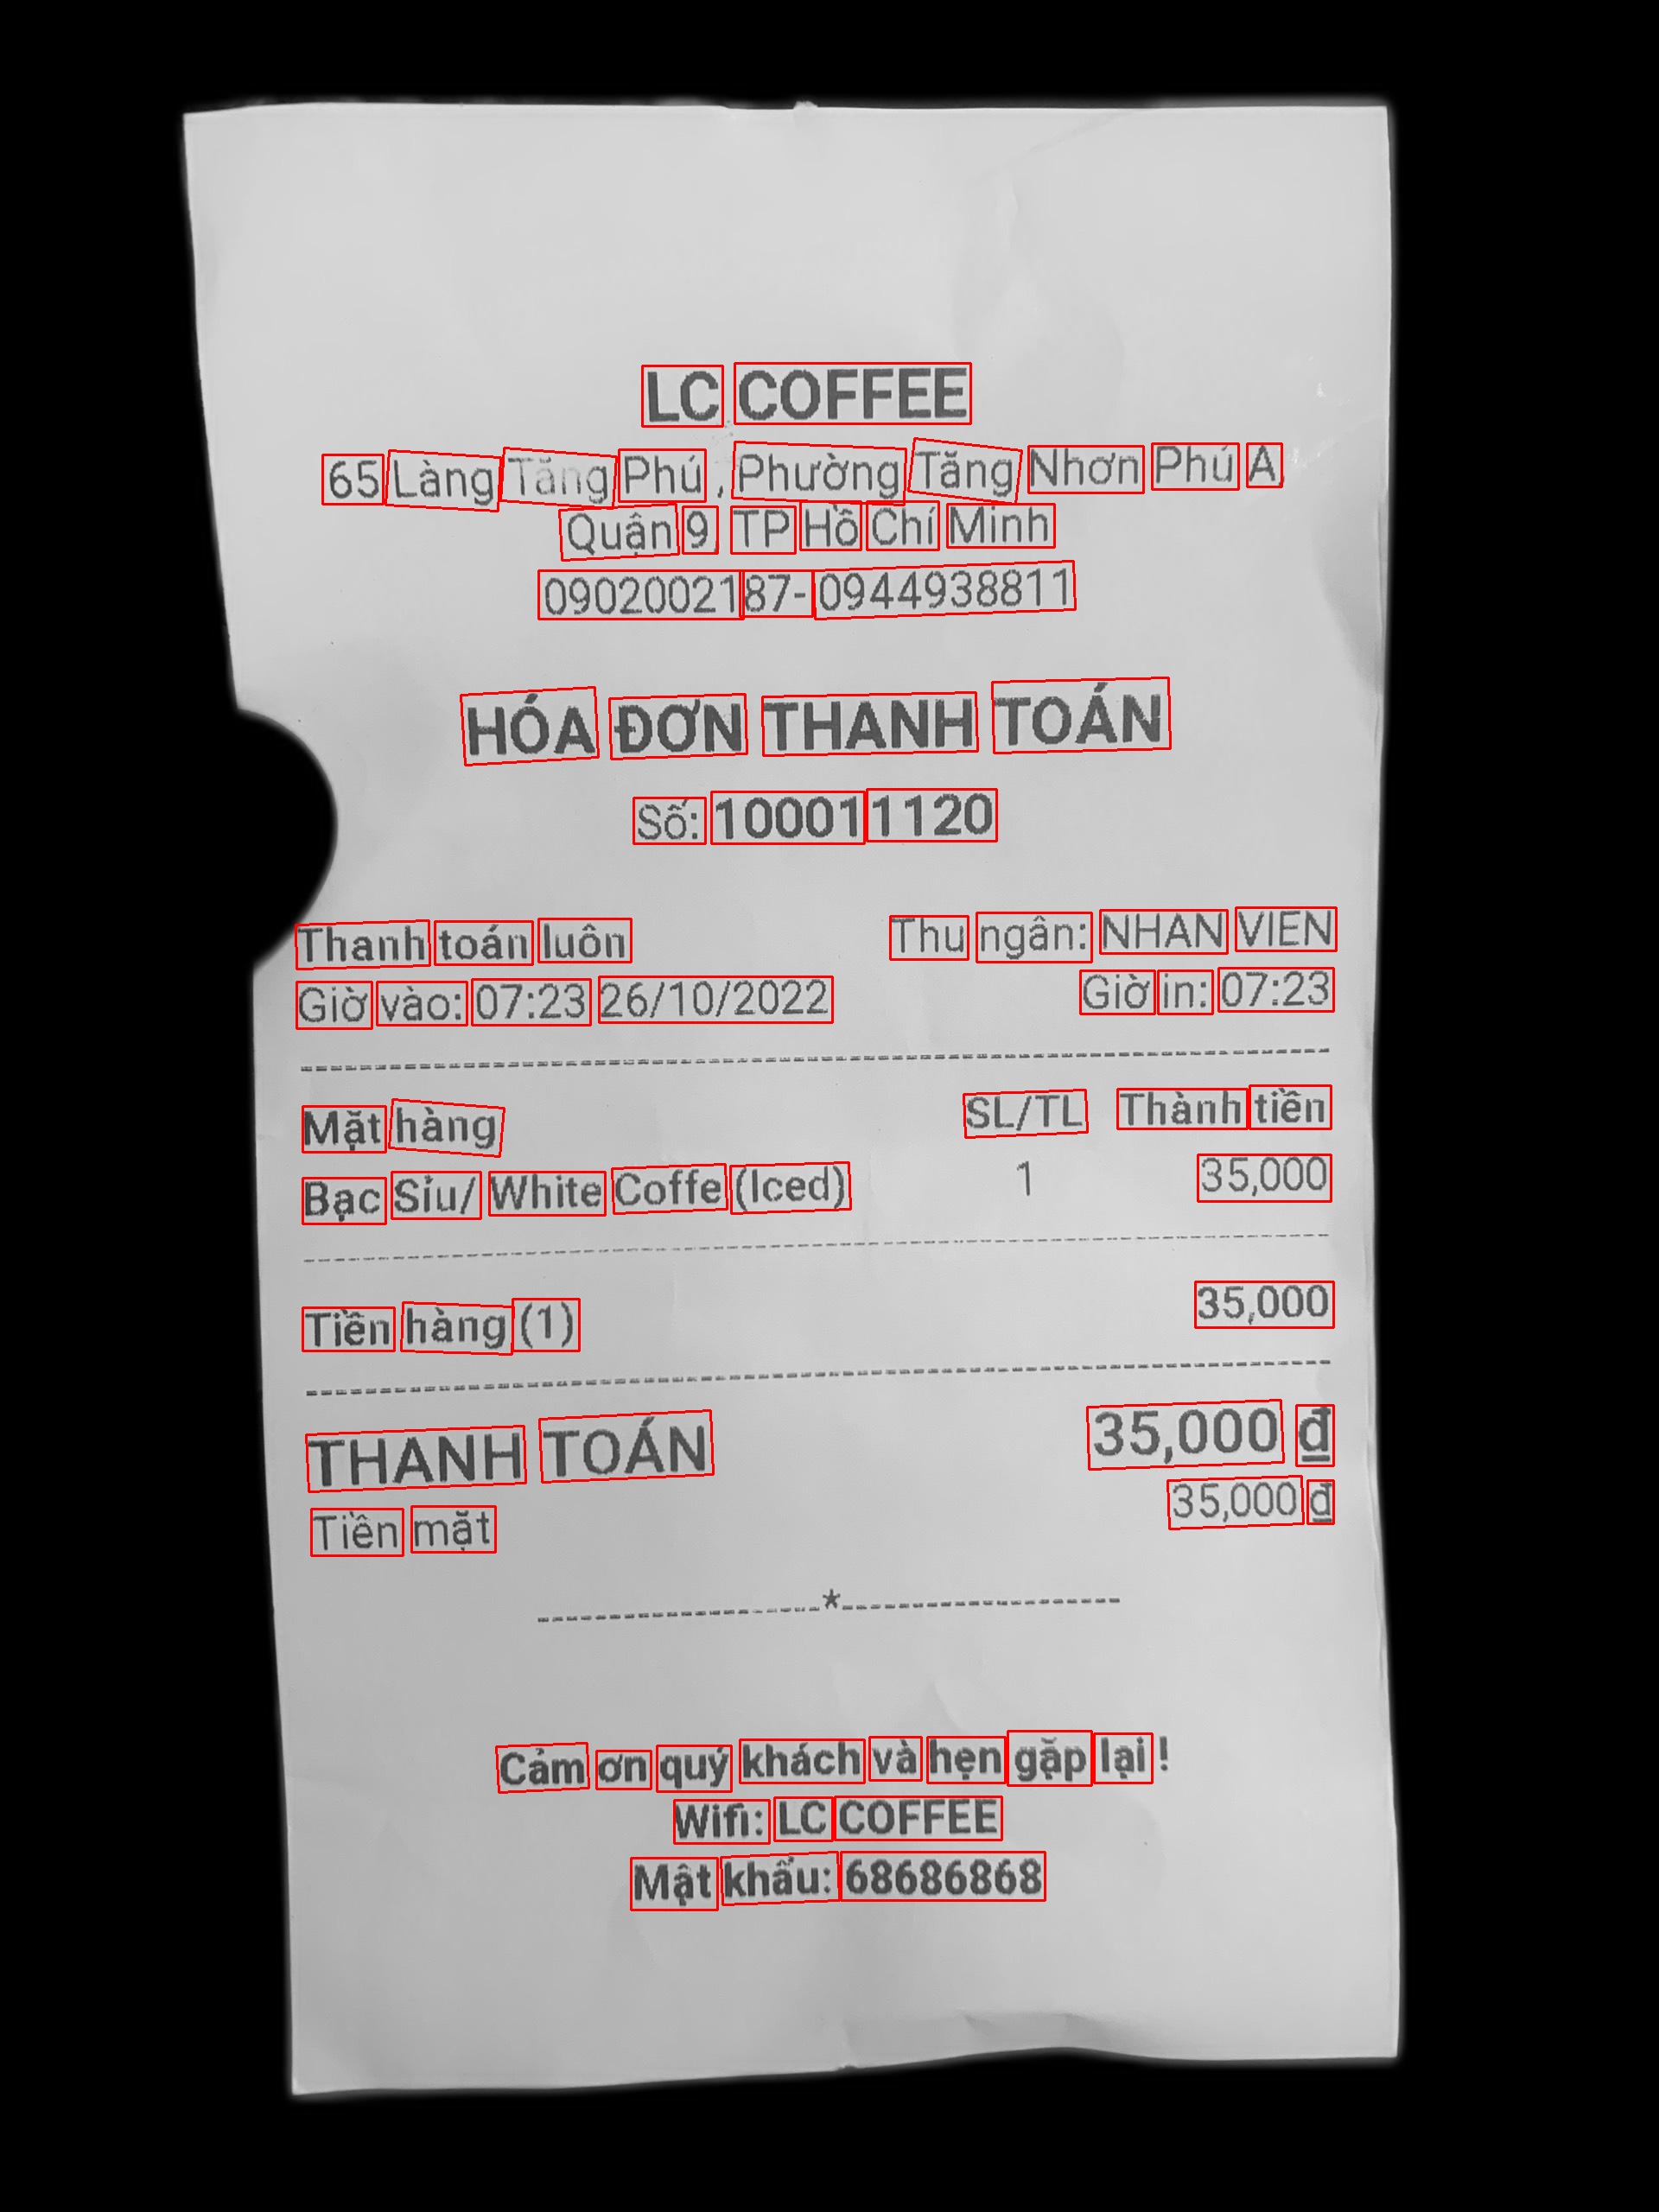 LC COFFEE
65 Làng Tăng Phú , Phường Tăng Nhơn Phú A,
Quận 9, TP Hồ Chí Minh
0902002187-0944938811
HÓA ĐƠN THANH TOÁN
Số: 100011120
Thanh toán luôn Thu ngân: NHAN VIEN
Giờ vào: 07:23 26/10/2022 Giờ in: 07:23
Mặt hàng SL/TL Thành tiền
Bạc Sỉu/ White Coffe (Iced) 1 35,000
Tiền hàng (1) 35,000
THANH TOÁN 35,000 đ
Tiền mặt 35,000 đ
--------------------*--------------------
Cảm ơn quý khách và hẹn gặp lại !
Wifi: LC COFFEE
Mật khẩu: 68686868